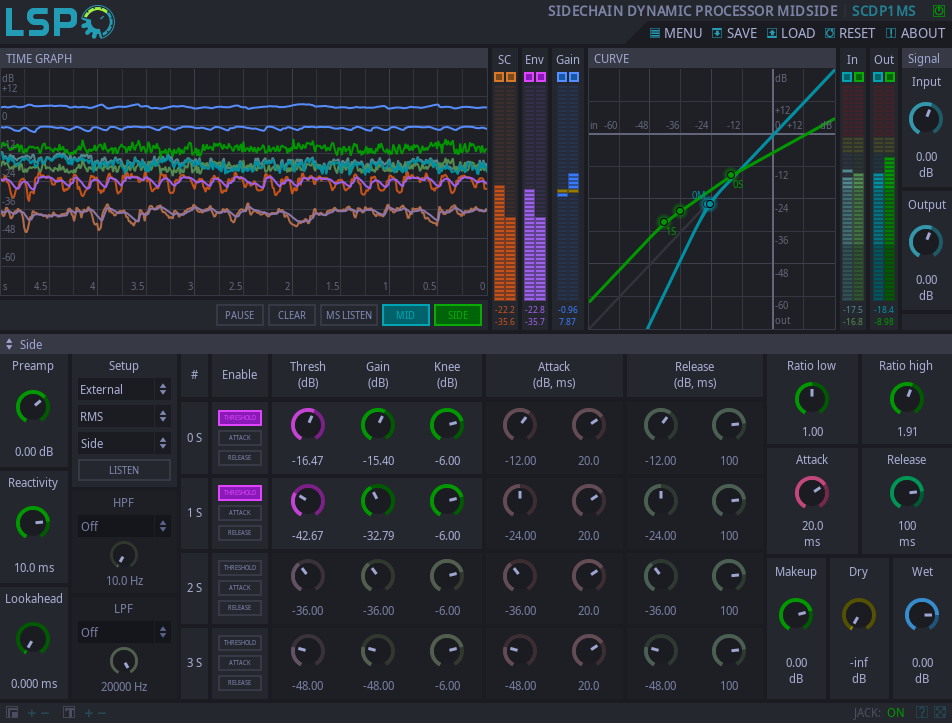 LSP
SIDECHAIN DYNAMIC PROCESSOR MIDSIDE SCDP1MS
MENU SAVE LOAD RESET ABOUT
TIME GRAPH
SC Env Gain
CURVE
In Out
Signal
dB
+12
0
-24
-36
-48
-60
s 4.5 4 3.5 3 2.5 2 1.5 1 0.5 0
PAUSE CLEAR MS LISTEN MID SIDE
-22.2 -22.8 -0.96
-35.6 -35.7 7.87
dB
+12
in -60 -48 -36 -24 -12 0 +12 dB
-12
-24
-36
-48
-60
out
0M
0S
1S
-17.5 -18.4
-16.8 -8.98
Input
0.00
dB
Output
0.00
dB
Side
Preamp
0.00 dB
Reactivity
10.0 ms
Lookahead
0.000 ms
Setup
External
RMS
Side
LISTEN
HPF
Off
10.0 Hz
LPF
Off
20000 Hz
# Enable Thresh (dB) Gain (dB) Knee (dB) Attack (dB, ms) Release (dB, ms)
0 S
THRESHOLD
ATTACK
RELEASE
-16.47 -15.40 -6.00 -12.00 20.0 -12.00 100
1 S
THRESHOLD
ATTACK
RELEASE
-42.67 -32.79 -6.00 -24.00 20.0 -24.00 100
2 S
THRESHOLD
ATTACK
RELEASE
-36.00 -36.00 -6.00 -36.00 20.0 -36.00 100
3 S
THRESHOLD
ATTACK
RELEASE
-48.00 -48.00 -6.00 -48.00 20.0 -48.00 100
Ratio low Ratio high
1.00 1.91
Attack Release
20.0 100
ms ms
Makeup Dry Wet
0.00 -inf 0.00
dB dB dB
JACK: ON